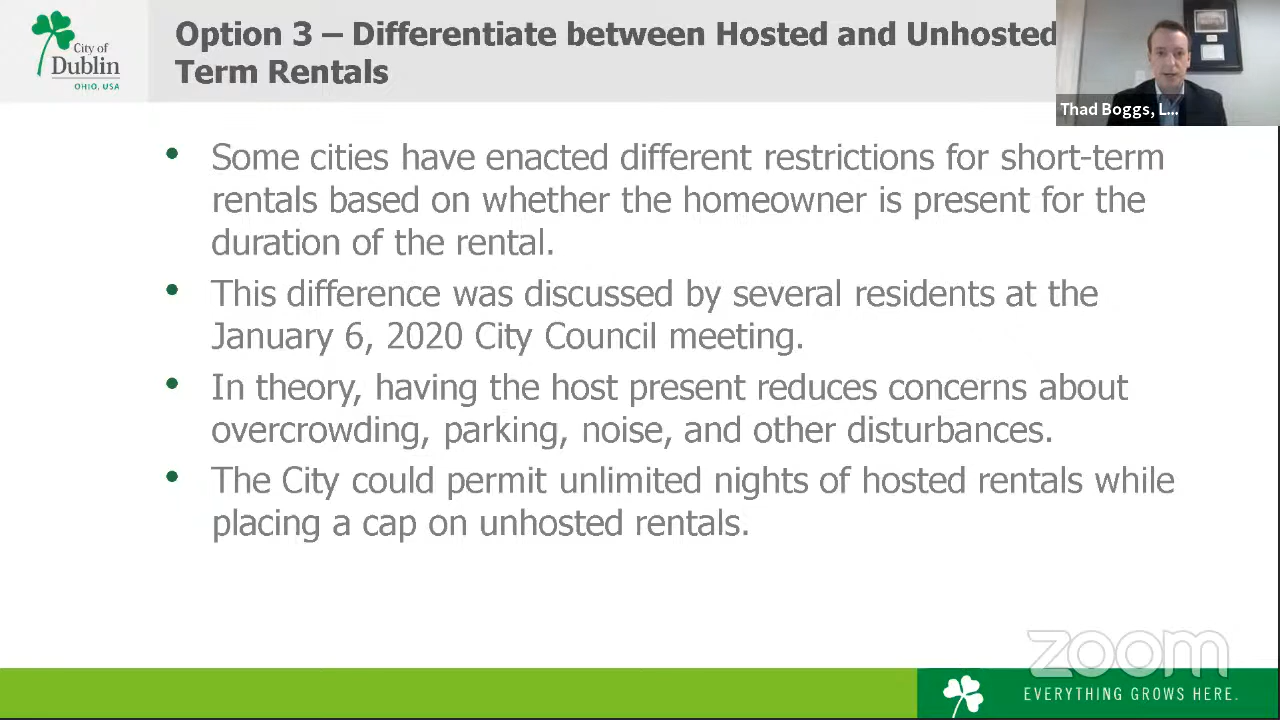 City of
Dublin
OHIO, USA
Option 3 – Differentiate between Hosted and Unhosted
Term Rentals
Thad Boggs, L...
• Some cities have enacted different restrictions for short-term
rentals based on whether the homeowner is present for the
duration of the rental.
• This difference was discussed by several residents at the
January 6, 2020 City Council meeting.
• In theory, having the host present reduces concerns about
overcrowding, parking, noise, and other disturbances.
• The City could permit unlimited nights of hosted rentals while
placing a cap on unhosted rentals.
zoom
EVERYTHING GROWS HERE.